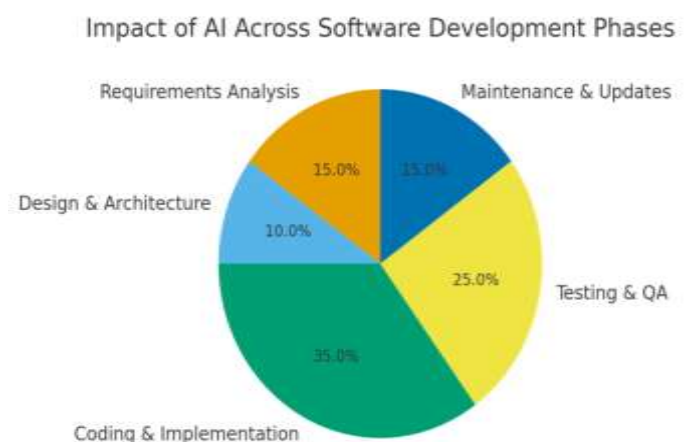 Impact of AI Across Software Development Phases
Requirements Analysis
Maintenance & Updates
15.0%
15.0%
Design & Architecture
10.0%
25.0%
Testing & QA
35.0%
Coding & Implementation